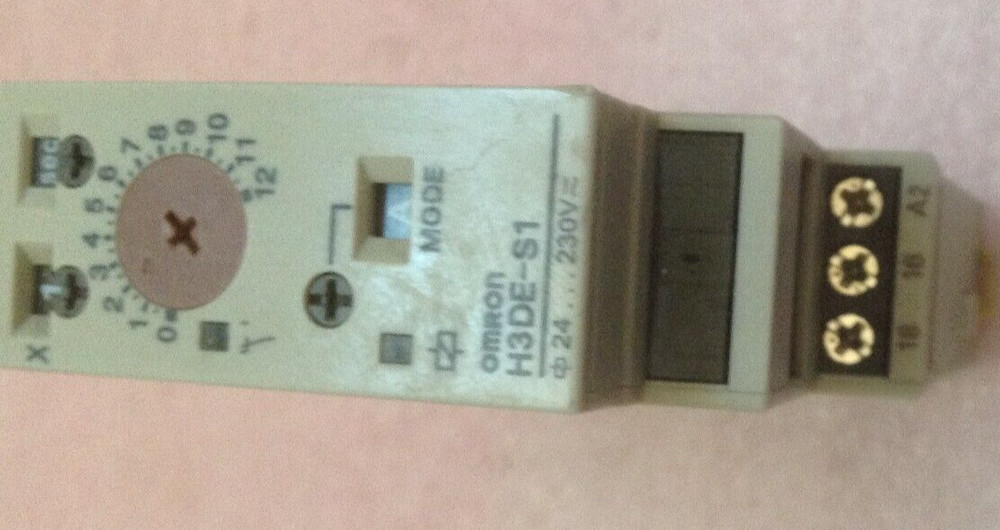 X
0 1 2 3 4 5 6 7 8 9 10 11 12
A
MODE
omron
H3DE-S1
24....230V
18 16 A2